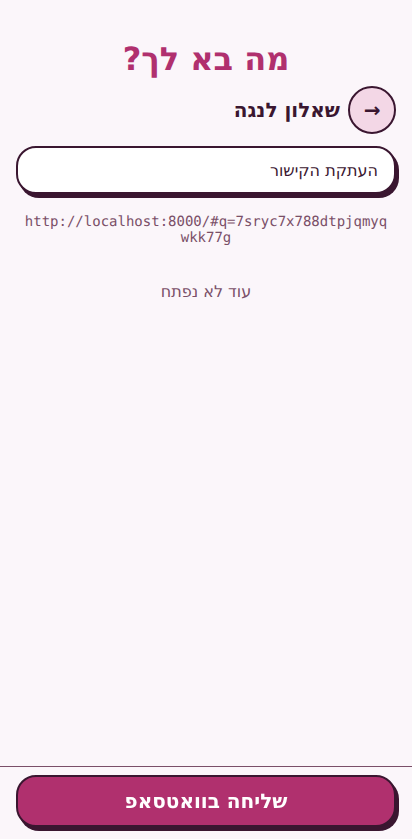 מה בא לך?
→ שאלון לנגה
העתקת הקישור
http://localhost:8000/#q=7sryc7x788dtpjqmyq
wkk77g
עוד לא נפתח
שליחה בוואטסאפ